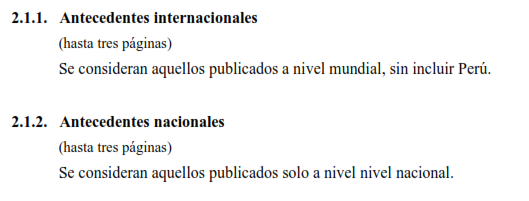 2.1.1. Antecedentes internacionales
(hasta tres páginas)
Se consideran aquellos publicados a nivel mundial, sin incluir Perú.
2.1.2. Antecedentes nacionales
(hasta tres páginas)
Se consideran aquellos publicados solo a nivel nivel nacional.